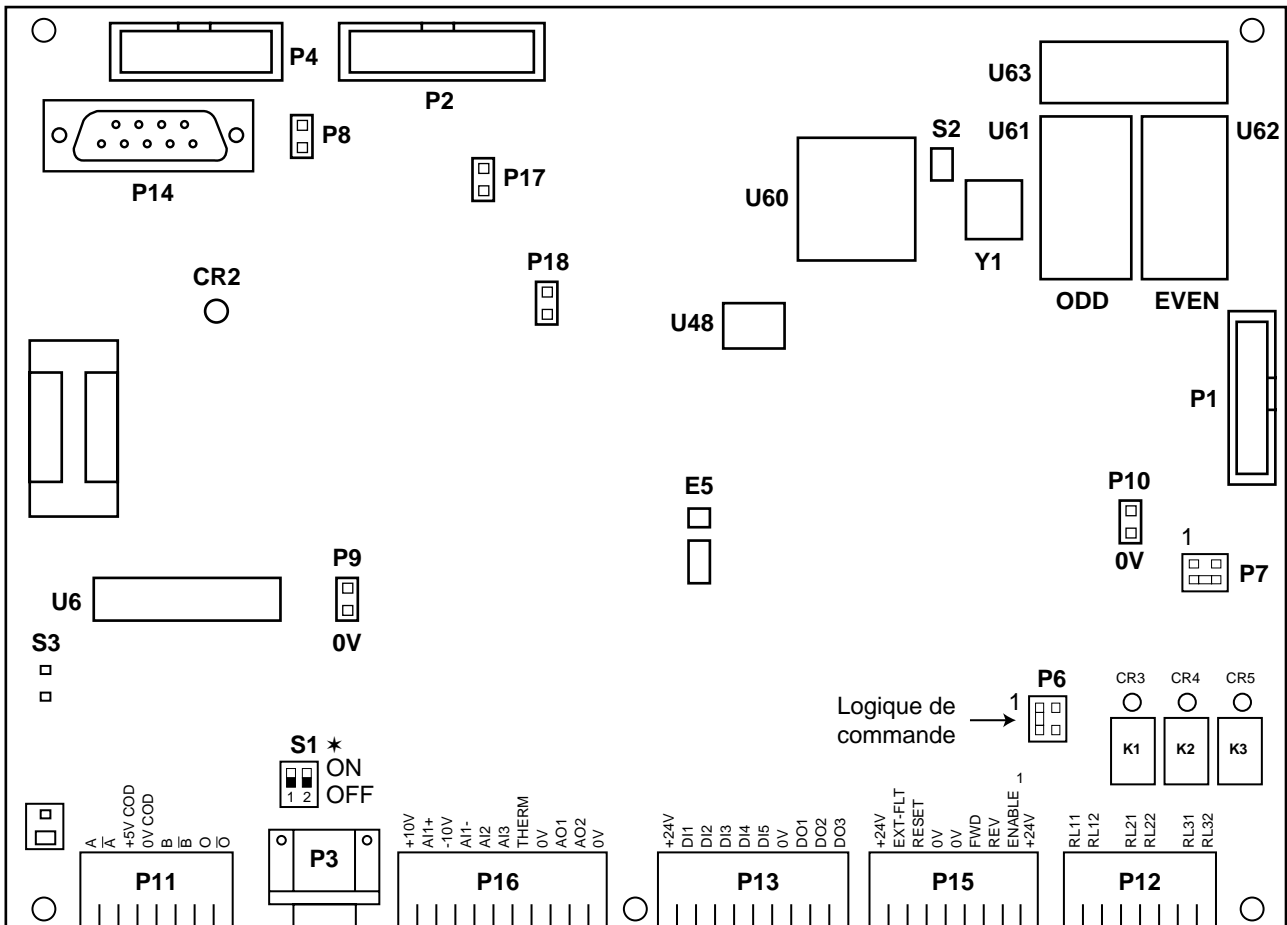 P4
P2
U63
P14
P8
P17
S2
U61
U62
U60
Y1
CR2
P18
ODD
EVEN
U48
P1
E5
P10
0V
1
P7
P9
0V
U6
S3
P6
1
Logique de
commande
CR3
CR4
CR5
K1
K2
K3
S1 ✶
ON
OFF
1 2
A
A̅
+5V COD
0V COD
B
B̅
O
O̅
P11
P3
+10V
AI1+
-10V
AI1-
AI2
AI3
THERM
0V
AO1
AO2
0V
P16
+24V
DI1
DI2
DI3
DI4
DI5
0V
DO1
DO2
DO3
P13
+24V
EXT-FLT
RESET
0V
0V
FWD
REV
ENABLE 1
+24V
P15
RL11
RL12
RL21
RL22
RL31
RL32
P12